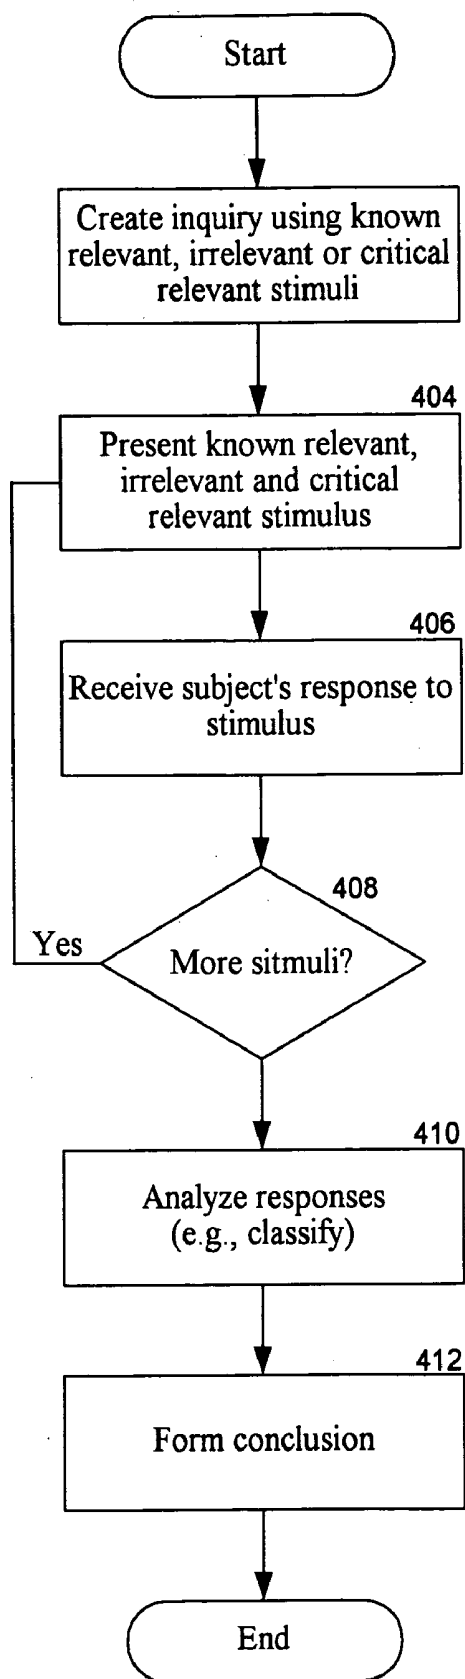 Start
Create inquiry using known
relevant, irrelevant or critical
relevant stimuli
404
Present known relevant,
irrelevant and critical
relevant stimulus
406
Receive subject's response to
stimulus
408
Yes
More sitmuli?
410
Analyze responses
(e.g., classify)
412
Form conclusion
End